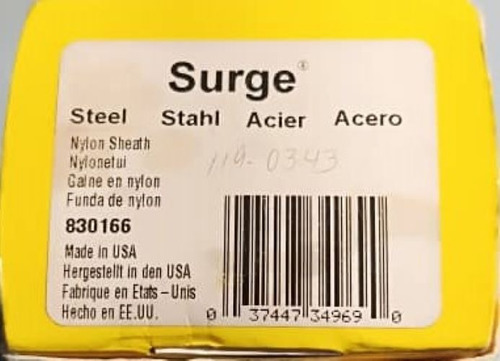 Surge®
Steel Stahl Acier Acero
Nylon Sheath
Nylonetui
Gaine en nylon
Funda de nylon
119-0343
830166
Made in USA
Hergestellt in den USA
Fabrique en Etats – Unis
Hecho en EE.UU.
0 37447 34969 0